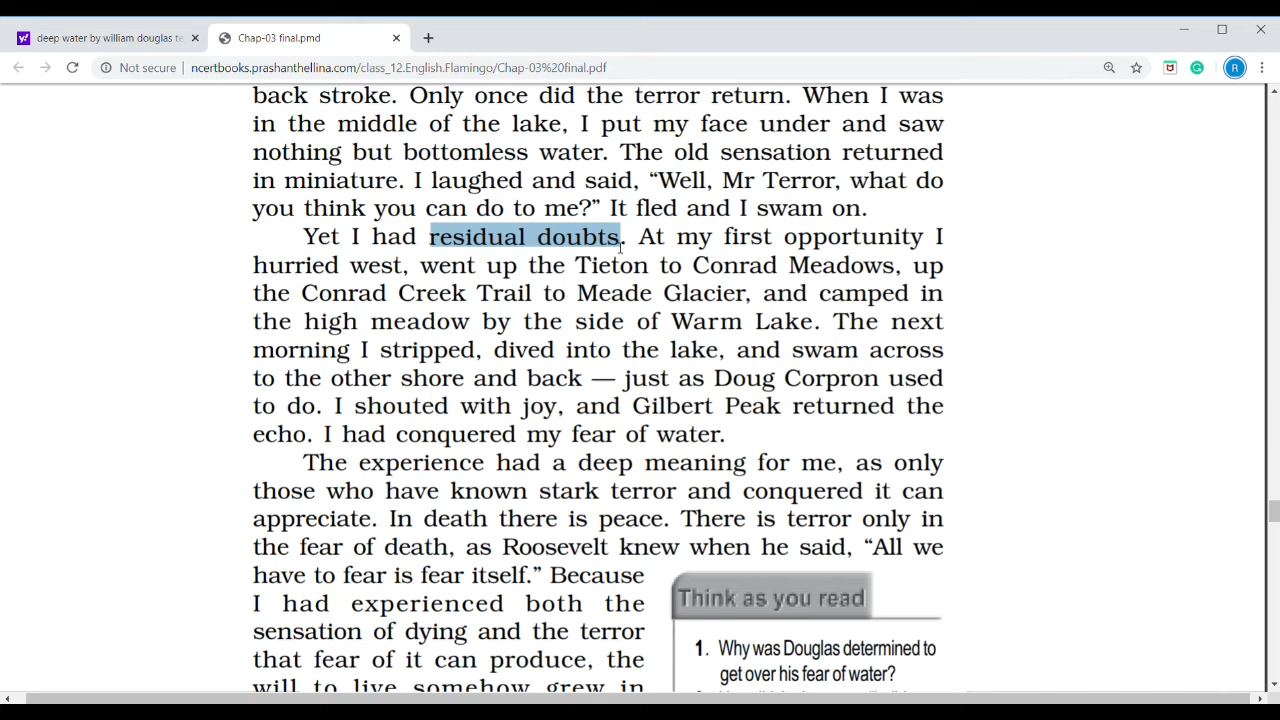 deep water by william douglas te
Chap-03 final.pmd
Not secure
ncertbooks.prashanthellina.com/class_12.English.Flamingo/Chap-03%20final.pdf
R
back stroke. Only once did the terror return. When I was
in the middle of the lake, I put my face under and saw
nothing but bottomless water. The old sensation returned
in miniature. I laughed and said, “Well, Mr Terror, what do
you think you can do to me?” It fled and I swam on.
Yet I had residual doubts. At my first opportunity I
hurried west, went up the Tieton to Conrad Meadows, up
the Conrad Creek Trail to Meade Glacier, and camped in
the high meadow by the side of Warm Lake. The next
morning I stripped, dived into the lake, and swam across
to the other shore and back — just as Doug Corpron used
to do. I shouted with joy, and Gilbert Peak returned the
echo. I had conquered my fear of water.
The experience had a deep meaning for me, as only
those who have known stark terror and conquered it can
appreciate. In death there is peace. There is terror only in
the fear of death, as Roosevelt knew when he said, “All we
have to fear is fear itself.” Because
I had experienced both the
sensation of dying and the terror
that fear of it can produce, the
will to live somehow grew in
Think as you read
1. Why was Douglas determined to
get over his fear of water?